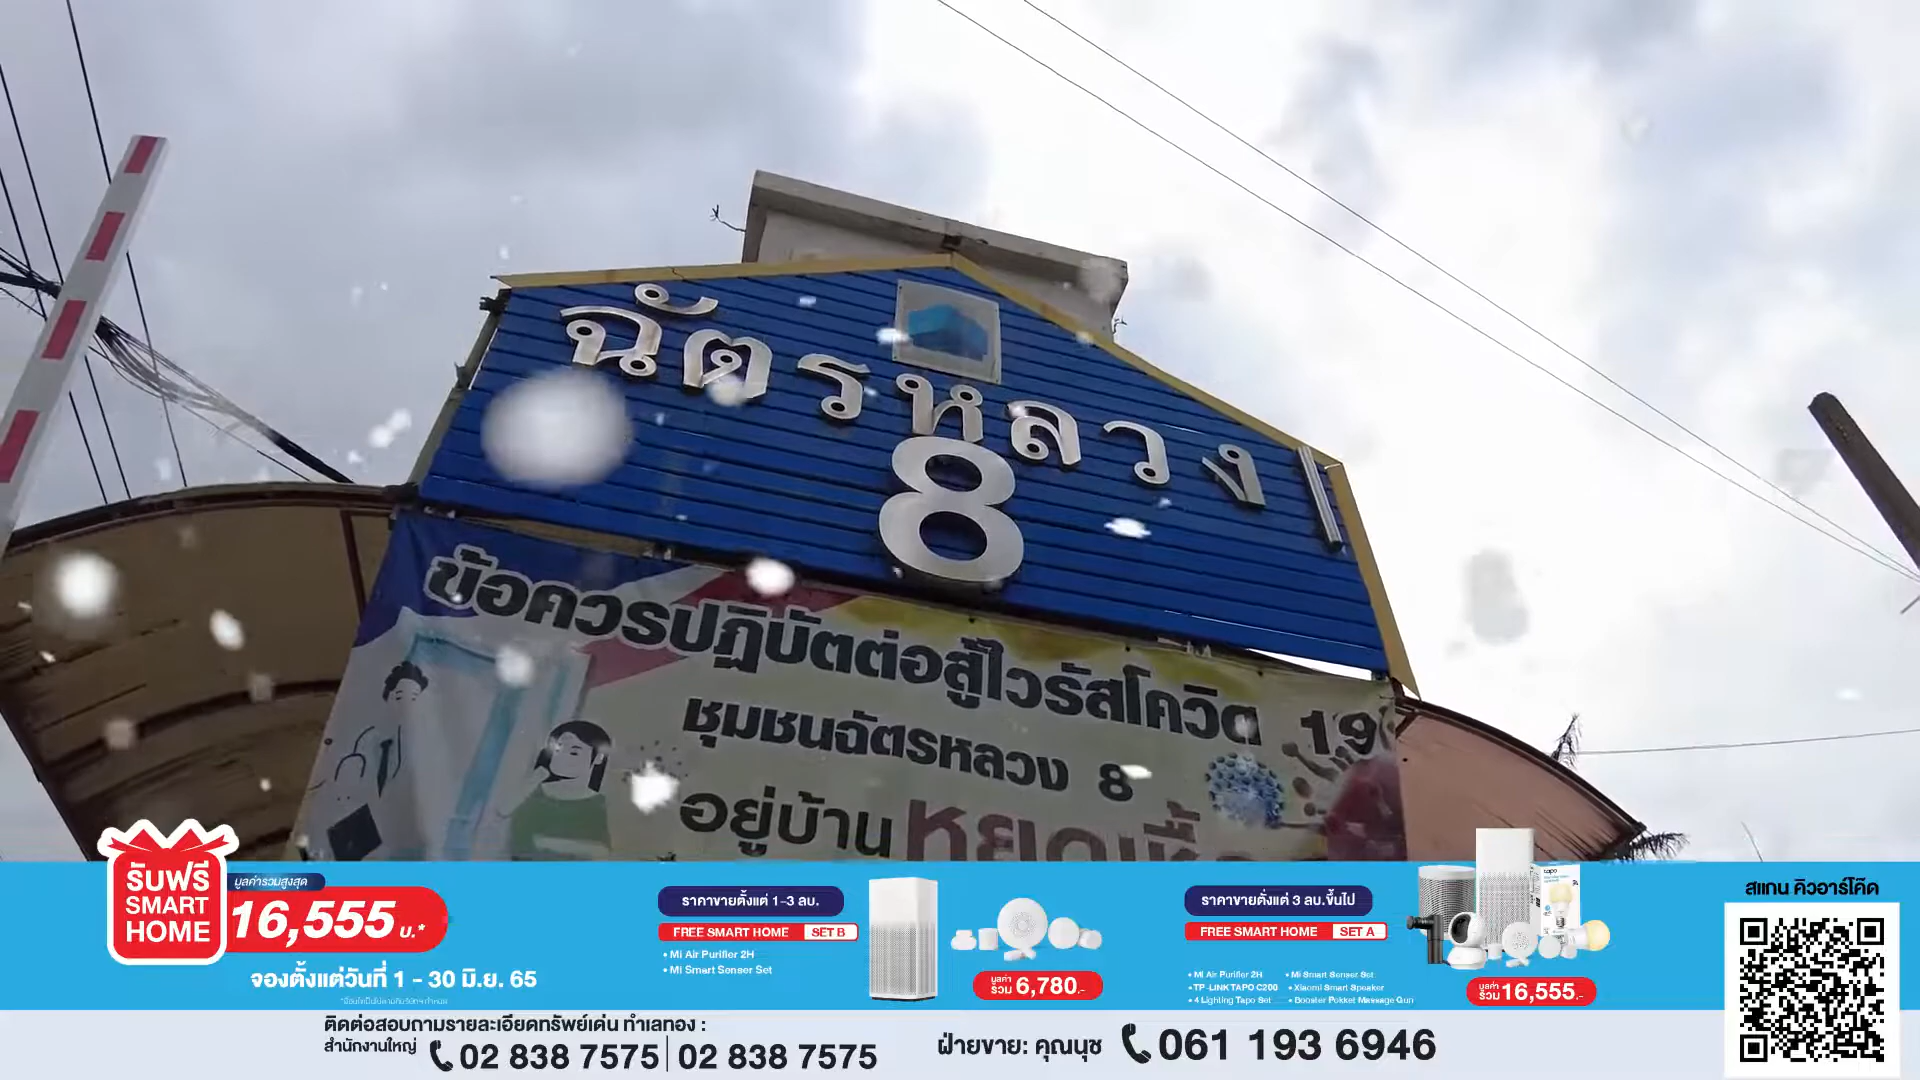 ฉัตรหลวง
8
ข้อควรปฏิบัติต่อสู้ไวรัสโควิด 19
ชุมชนฉัตรหลวง 8
อยู่บ้าน หยุดเชื้อ
รับฟรี
SMART
HOME
มูลค่ารวมสูงสุด
16,555 บ.*
จองตั้งแต่วันที่ 1 - 30 มิ.ย. 65
ราคาขายตั้งแต่ 1-3 ลบ.
FREE SMART HOME SET B
• Mi Air Purifier 2H
• Mi Smart Senser Set
มูลค่ารวม 6,780.-
ราคาขายตั้งแต่ 3 ลบ.ขึ้นไป
FREE SMART HOME SET A
• Mi Air Purifier 2H
• TP-LINK TAPO C200
• 4 Lighting Tapo Set
• Mi Smart Senser Set
• Xiaomi Smart Speaker
• Booster Pokket Massage Gun
มูลค่ารวม 16,555.-
สแกน คิวอาร์โค๊ด
ติดต่อสอบถามรายละเอียดทรัพย์เด่น ทำเลทอง :
สำนักงานใหญ่ 02 838 7575 | 02 838 7575
ฝ่ายขาย: คุณนุช 061 193 6946